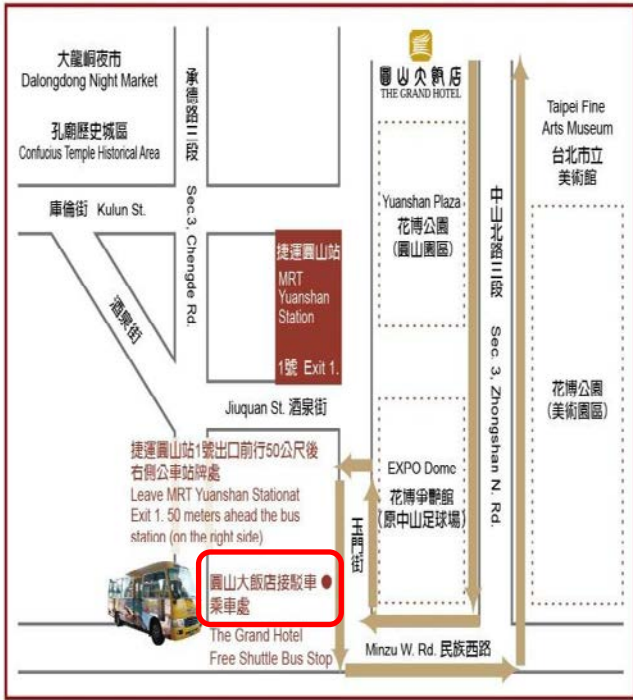 大龍峒夜市
Dalongdong Night Market
孔廟歷史城區
Confucius Temple Historical Area
庫倫街 Kulun St.
酒泉街
承德路三段 Sec.3, Chengde Rd.
捷運圓山站
MRT
Yuanshan
Station
1號 Exit 1.
Jiuquan St. 酒泉街
圓山大飯店
THE GRAND HOTEL
Yuanshan Plaza
花博公園
(圓山園區)
中山北路三段 Sec. 3, Zhongshan N. Rd.
Taipei Fine
Arts Museum
台北市立
美術館
花博公園
(美術園區)
EXPO Dome
花博爭艷館
(原中山足球場)
玉門街
捷運圓山站1號出口前行50公尺後
右側公車站牌處
Leave MRT Yuanshan Stationat
Exit 1. 50 meters ahead the bus
station (on the right side)
圓山大飯店接駁車
乘車處
The Grand Hotel
Free Shuttle Bus Stop
Minzu W. Rd. 民族西路